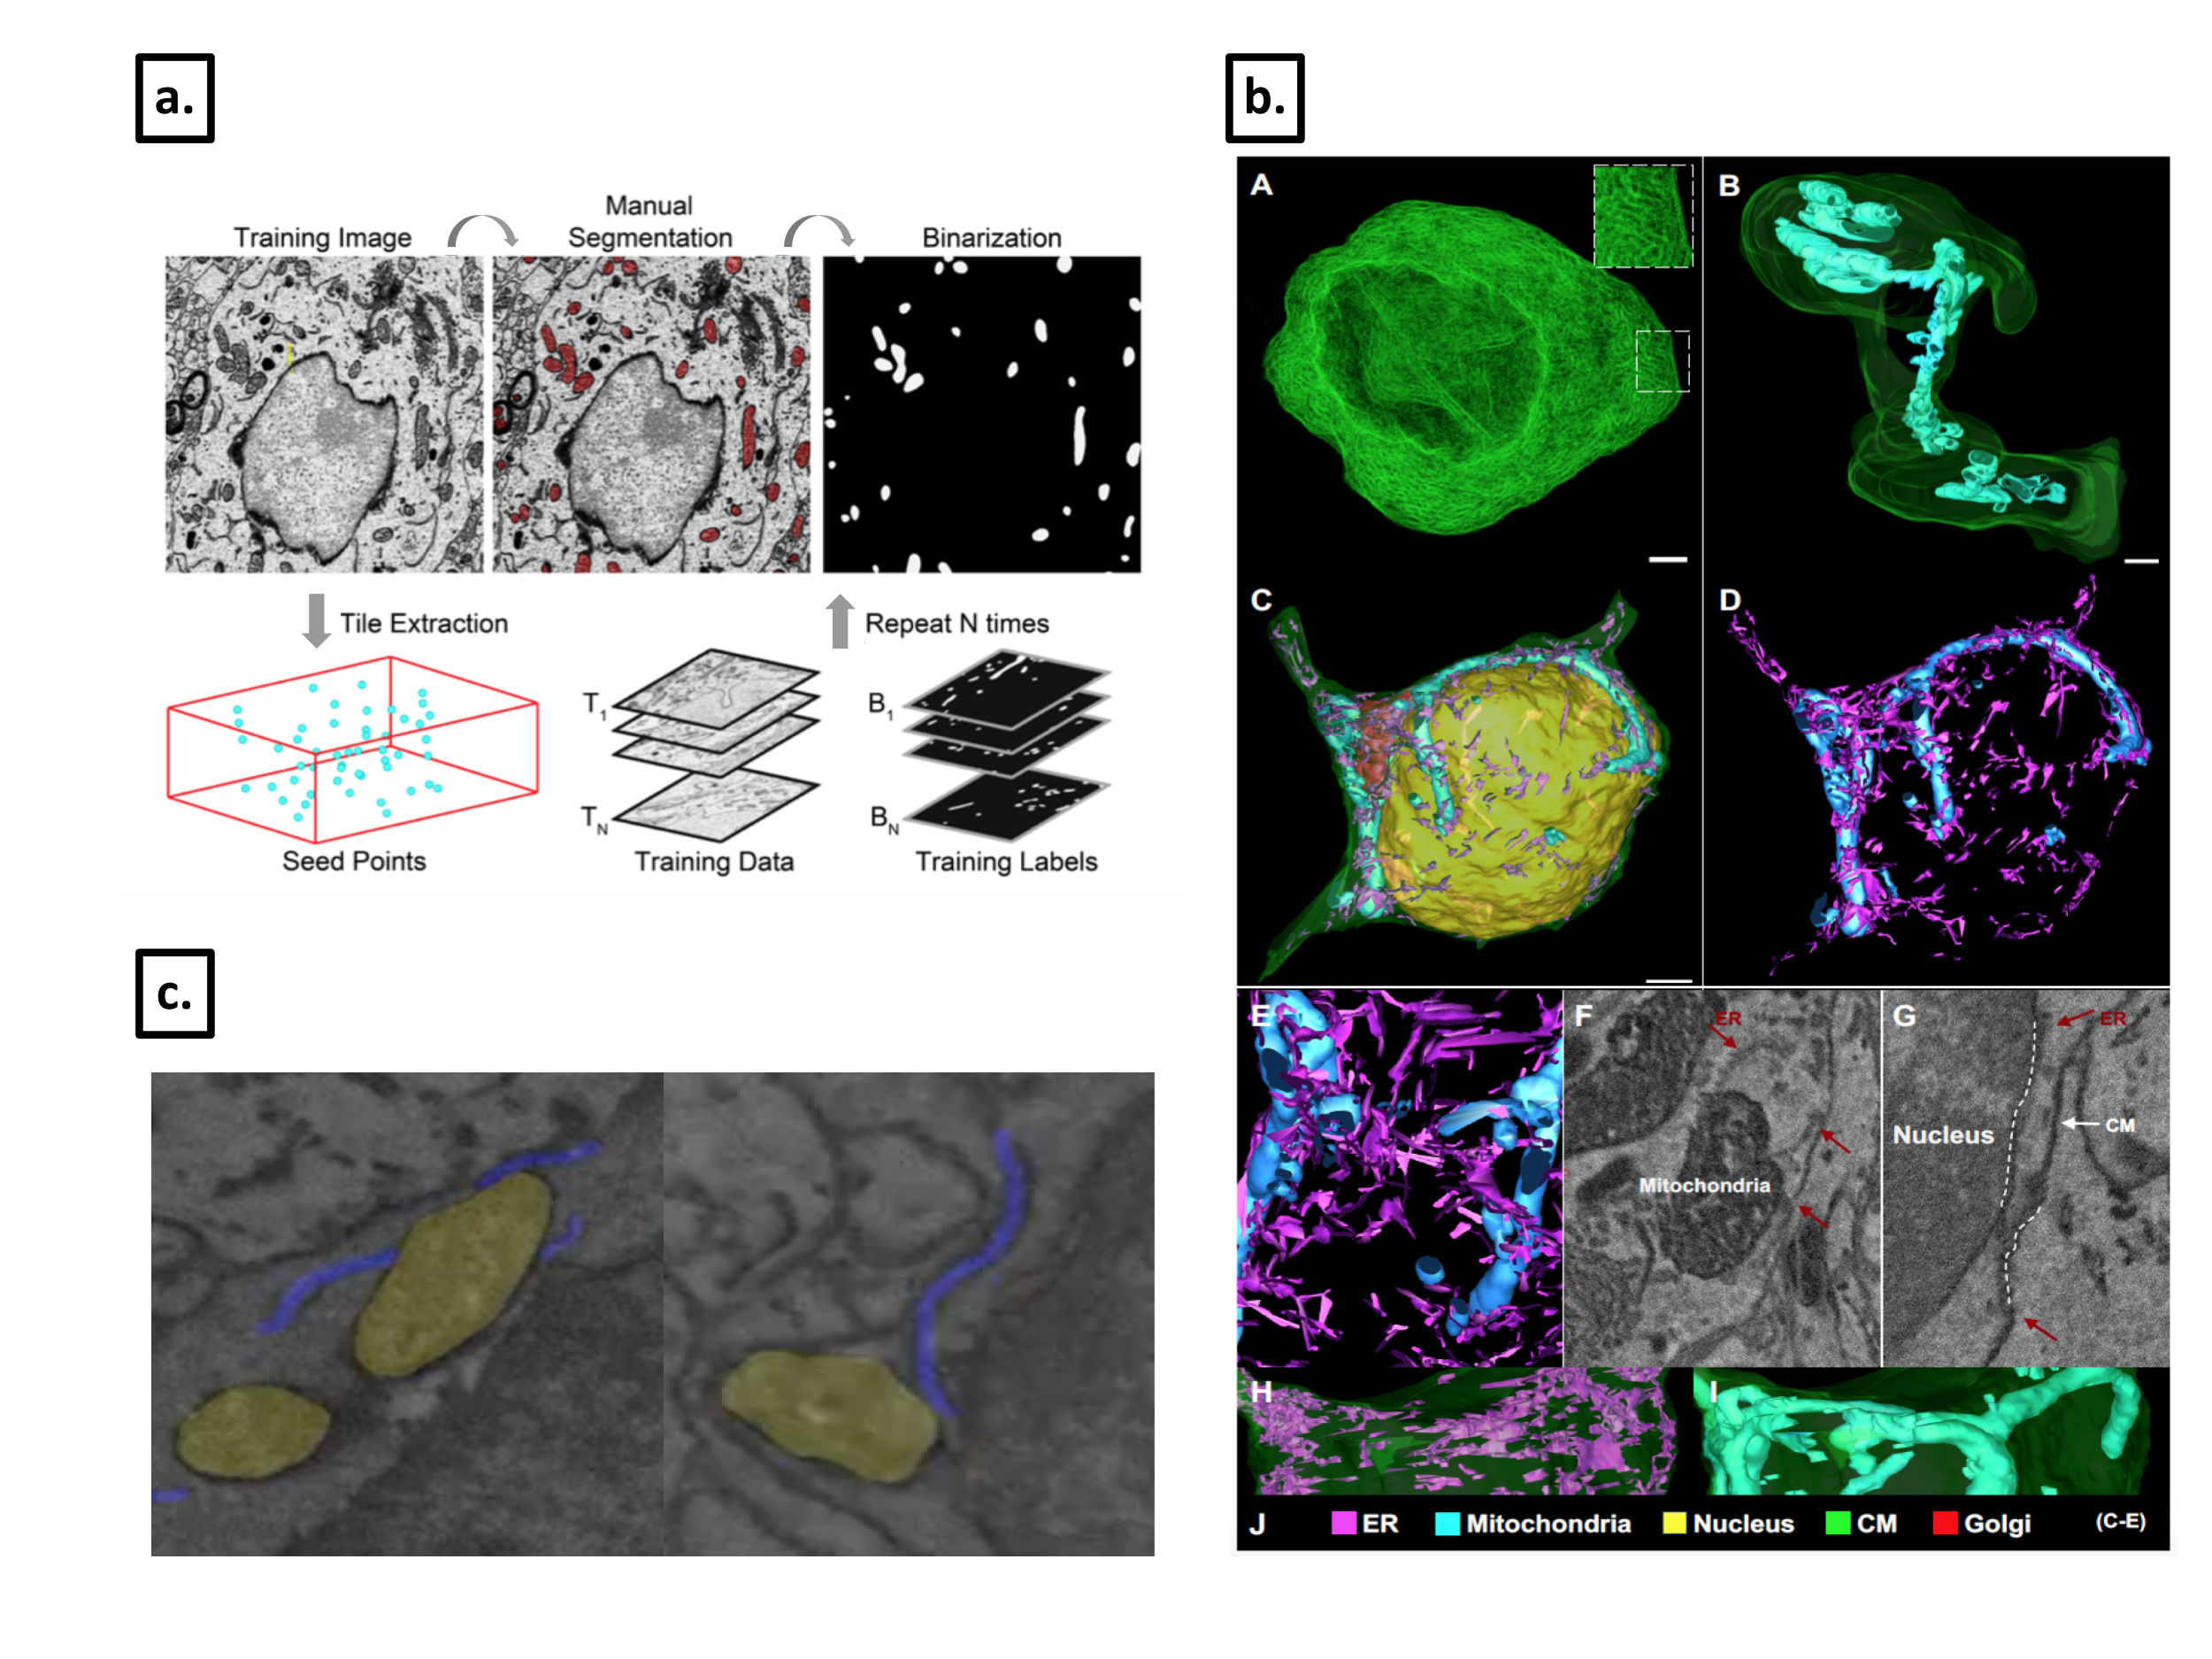 a.
Training Image
Manual
Segmentation
Binarization
Tile Extraction
Repeat N times
T1
TN
B1
BN
Seed Points
Training Data
Training Labels
b.
A
B
C
D
E
F
ER
Mitochondria
G
ER
CM
Nucleus
H
I
J
ER
Mitochondria
Nucleus
CM
Golgi
(C-E)
c.